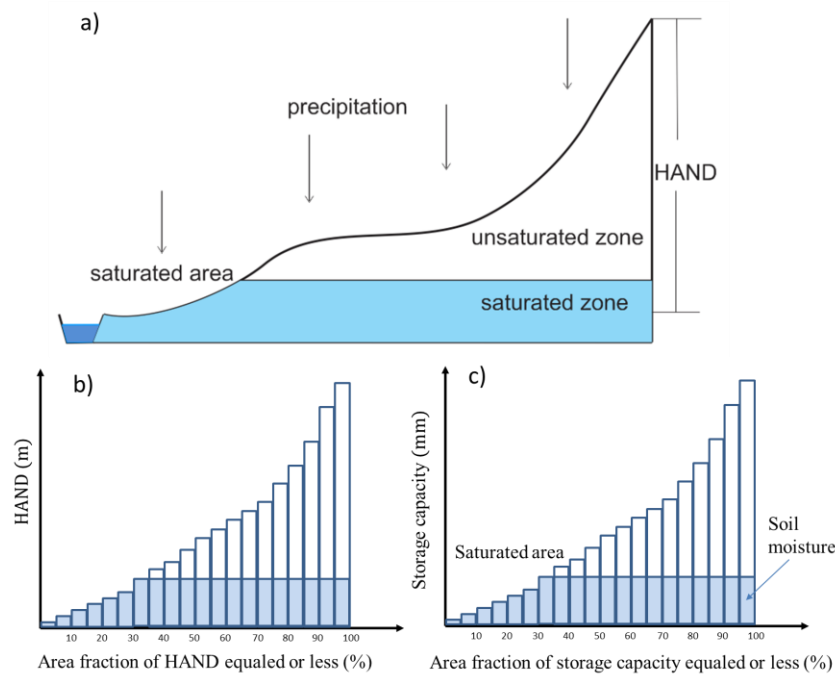 a)
precipitation
HAND
unsaturated zone
saturated area
saturated zone
b)
HAND (m)
10 20 30 40 50 60 70 80 90 100
Area fraction of HAND equaled or less (%)
c)
Storage capacity (mm)
Saturated area
Soil
moisture
10 20 30 40 50 60 70 80 90 100
Area fraction of storage capacity equaled or less (%)